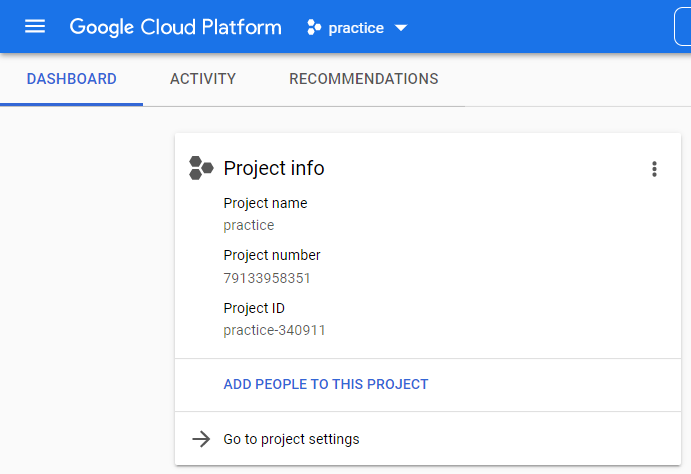 Google Cloud Platform practice
DASHBOARD ACTIVITY RECOMMENDATIONS
Project info
Project name
practice
Project number
79133958351
Project ID
practice-340911
ADD PEOPLE TO THIS PROJECT
Go to project settings